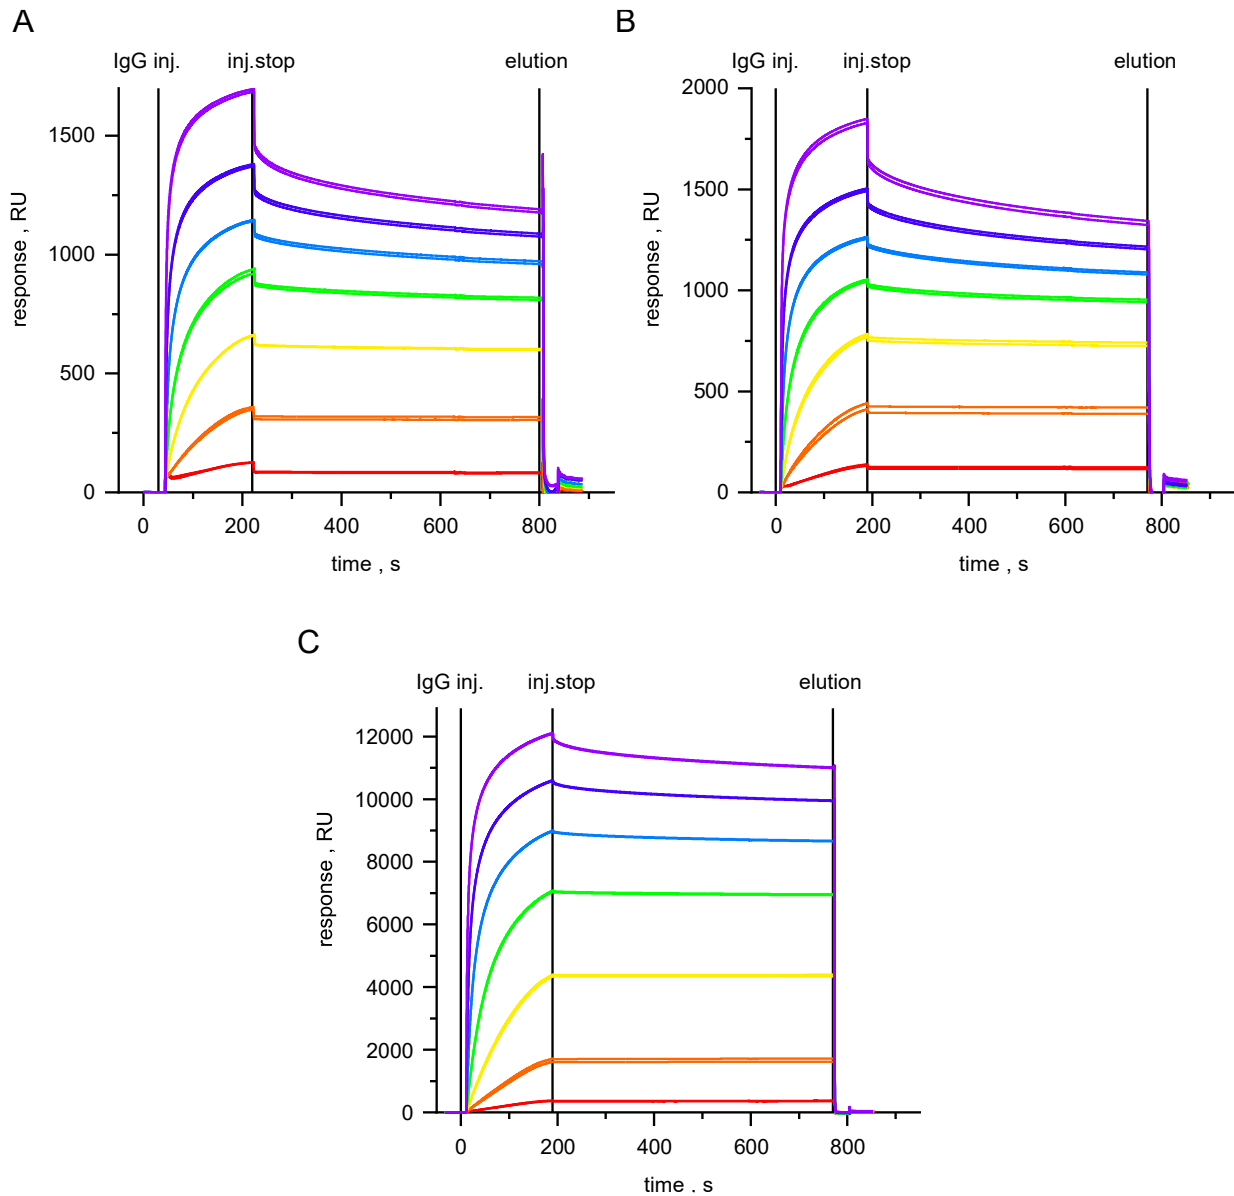 A
IgG inj. inj.stop elution
1500
1000
500
0
response , RU
0 200 400 600 800
time , s
B
IgG inj. inj.stop elution
2000
1500
1000
500
0
response , RU
0 200 400 600 800
time , s
C
IgG inj. inj.stop elution
12000
10000
8000
6000
4000
2000
0
response , RU
0 200 400 600 800
time , s